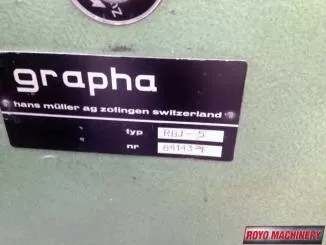 grapha
hans müller ag zofingen switzerland
typ RBJ-5
nr
ROYO MACHINERY